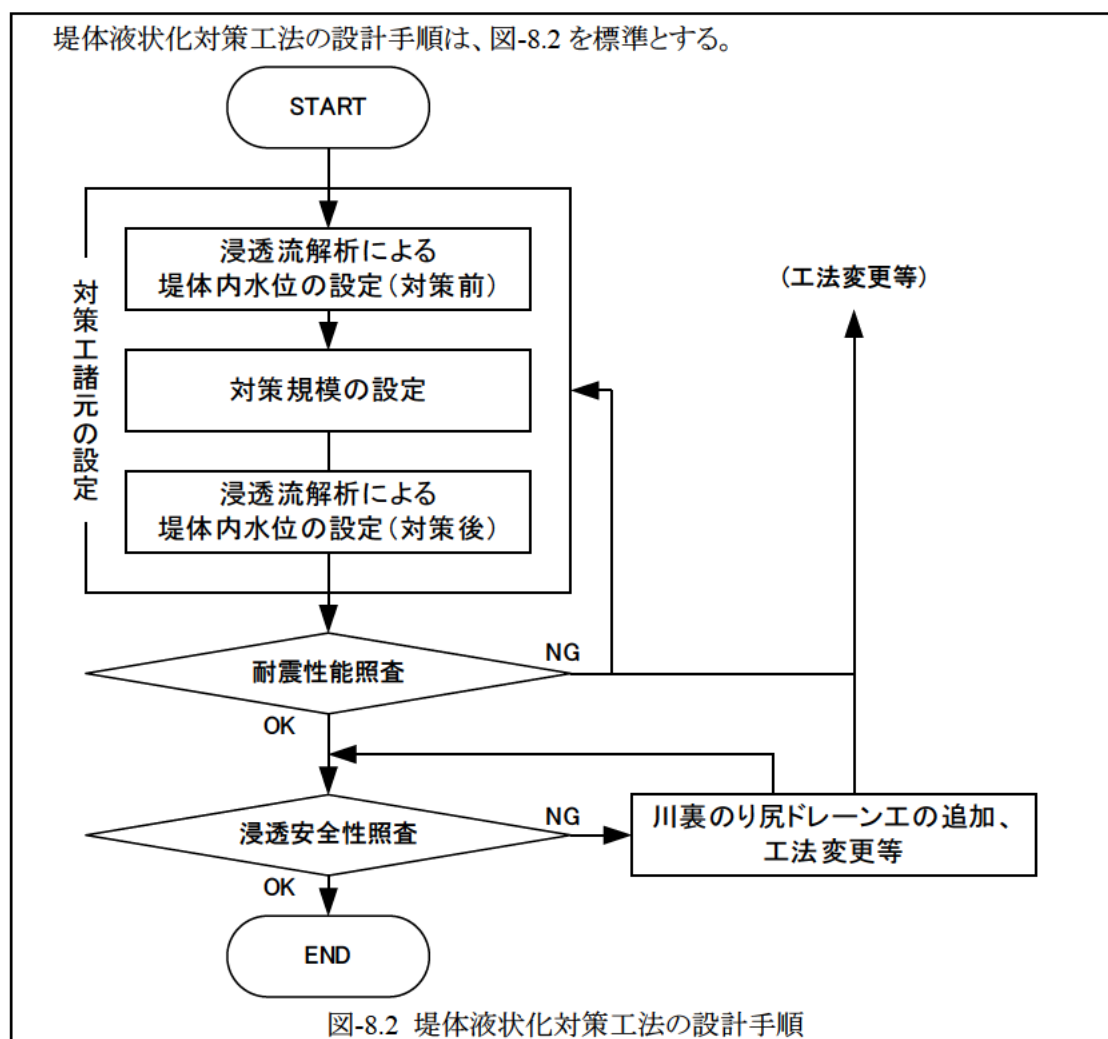 堤体液状化対策工法の設計手順は、図-8.2 を標準とする。
START
対策工諸元の設定
浸透流解析による
堤体内水位の設定(対策前)
(工法変更等)
対策規模の設定
浸透流解析による
堤体内水位の設定(対策後)
耐震性能照査
NG
OK
浸透安全性照査
NG
川裏のり尻ドレーン工の追加、
工法変更等
OK
END
図-8.2 堤体液状化対策工法の設計手順